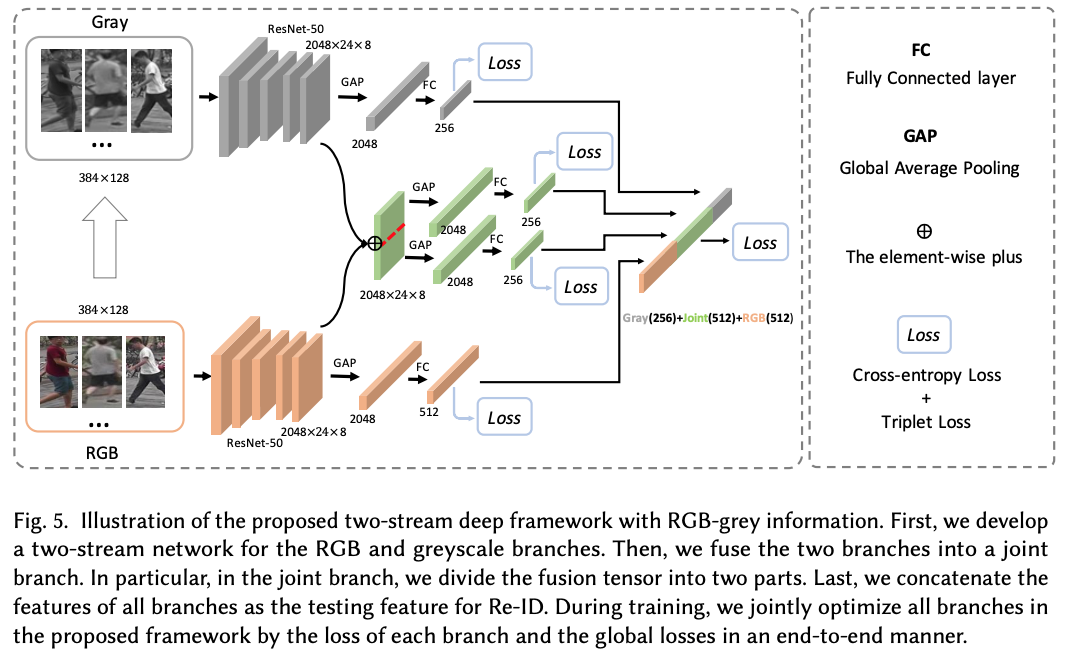 Gray
ResNet-50
2048×24×8
GAP
FC
Loss
2048
256
384×128
Loss
GAP
FC
2048
256
GAP
FC
2048
256
2048×24×8
Loss
Loss
Gray(256)+Joint(512)+RGB(512)
384×128
GAP
FC
2048
512
Loss
ResNet-50
2048×24×8
RGB
FC
Fully Connected layer
GAP
Global Average Pooling
⊕
The element-wise plus
Loss
Cross-entropy Loss
+
Triplet Loss
Fig. 5. Illustration of the proposed two-stream deep framework with RGB-grey information. First, we develop
a two-stream network for the RGB and greyscale branches. Then, we fuse the two branches into a joint
branch. In particular, in the joint branch, we divide the fusion tensor into two parts. Last, we concatenate the
features of all branches as the testing feature for Re-ID. During training, we jointly optimize all branches in
the proposed framework by the loss of each branch and the global losses in an end-to-end manner.